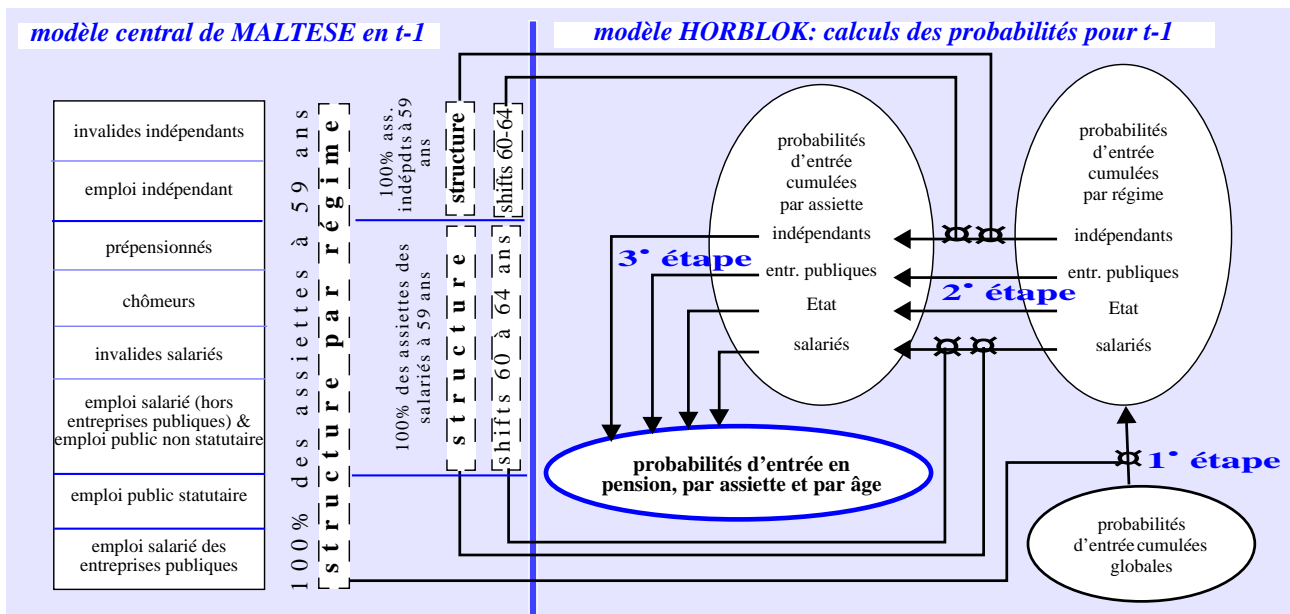 modèle central de MALTESE en t-1
modèle HORBLOK: calculs des probabilités pour t-1
invalides indépendants
emploi indépendant
prépensionnés
chômeurs
invalides salariés
emploi salarié (hors
entreprises publiques) &
emploi public non statutaire
emploi public statutaire
emploi salarié des
entreprises publiques
100% des assiettes à 59 ans
structure par régime
100% ass.
indépdts à 59
ans
structure
shifts 60-64
100% des assiettes des
salariés à 59 ans
structure
shifts 60 à 64 ans
probabilités
d'entrée
cumulées
par assiette
indépendants
entr. publiques
Etat
salariés
3° étape
2° étape
probabilités
d'entrée
cumulées
par régime
indépendants
entr. publiques
Etat
salariés
1° étape
probabilités d'entrée en
pension, par assiette et par âge
probabilités
d'entrée cumulées
globales